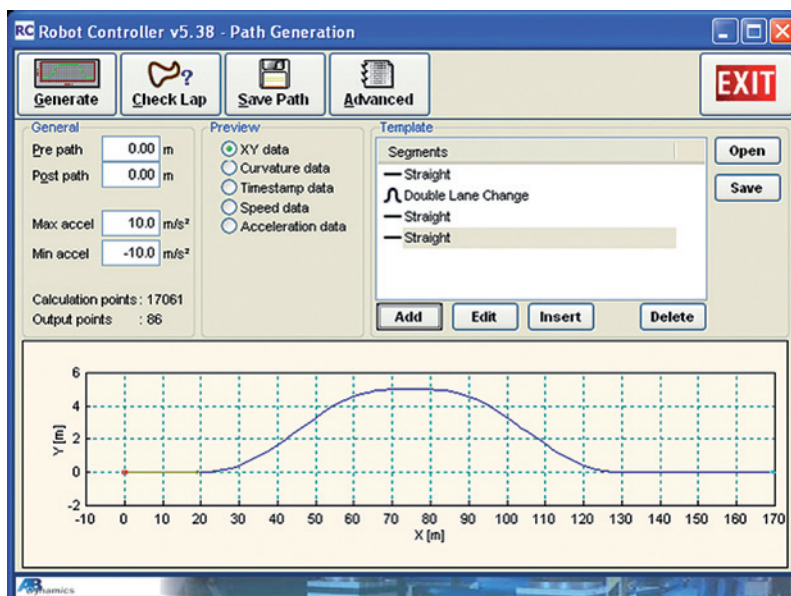 RC Robot Controller v5.38 - Path Generation
Generate
Check Lap
Save Path
Advanced
EXIT
General
Pre path 0.00 m
Post path 0.00 m
Max accel 10.0 m/s²
Min accel -10.0 m/s²
Calculation points : 17061
Output points : 86
Preview
XY data
Curvature data
Timestamp data
Speed data
Acceleration data
Template
Segments
Straight
Double Lane Change
Straight
Straight
Open
Save
Add
Edit
Insert
Delete
6
4
2
0
-2
Y [m]
-10 0 10 20 30 40 50 60 70 80 90 100 110 120 130 140 150 160 170
X [m]
AB Dynamics